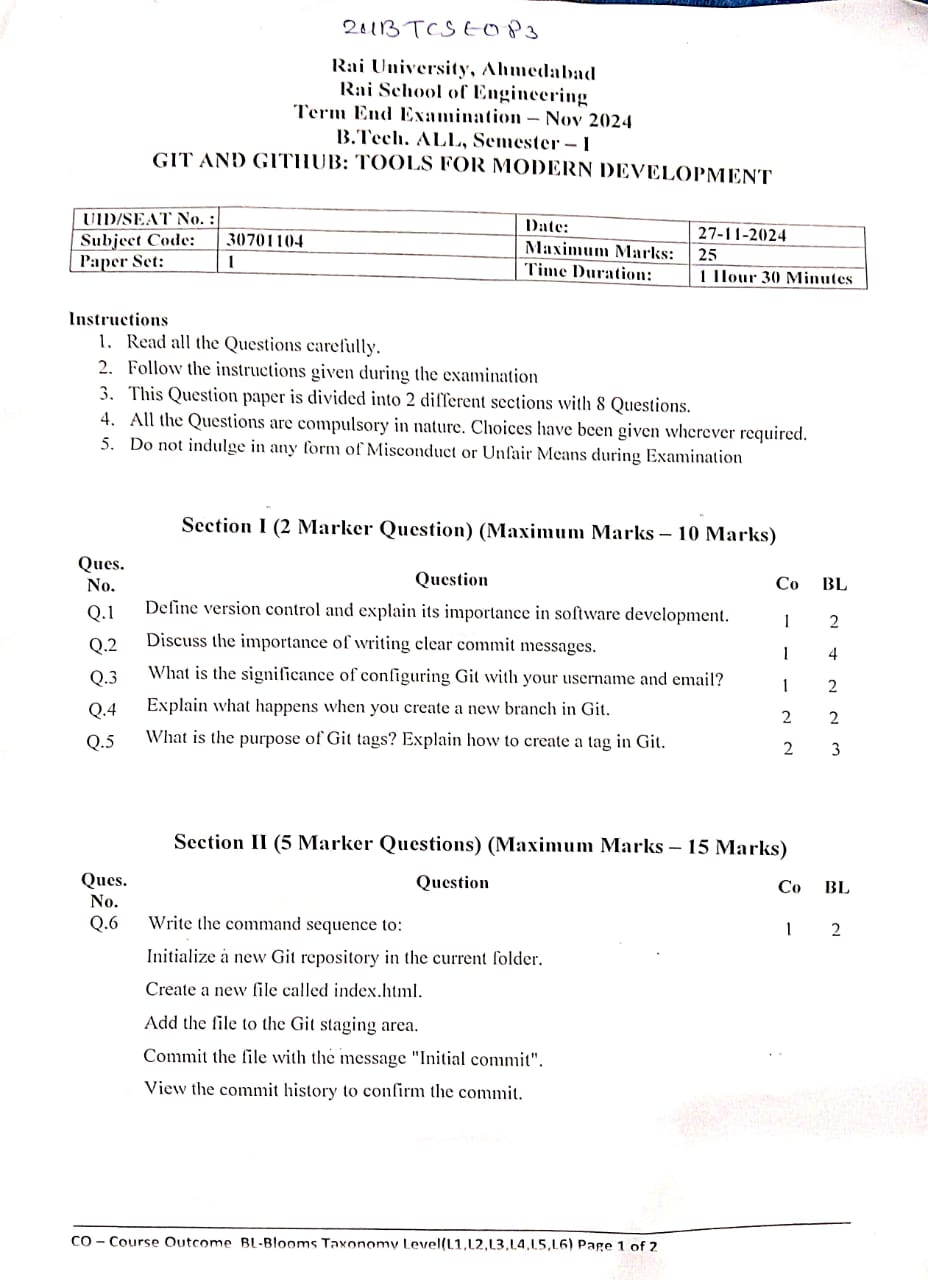 Rai University, Ahmedabad
Rai School of Engineering
Term End Examination – Nov 2024
B.Tech. ALL, Semester – I
GIT AND GITHUB: TOOLS FOR MODERN DEVELOPMENT
UID/SEAT No. : Date: 27-11-2024
Subject Code: 30701104 Maximum Marks: 25
Paper Set: 1 Time Duration: 1 Hour 30 Minutes
Instructions
1. Read all the Questions carefully.
2. Follow the instructions given during the examination
3. This Question paper is divided into 2 different sections with 8 Questions.
4. All the Questions are compulsory in nature. Choices have been given wherever required.
5. Do not indulge in any form of Misconduct or Unfair Means during Examination
Section I (2 Marker Question) (Maximum Marks – 10 Marks)
Ques.
No. Question Co BL
Q.1 Define version control and explain its importance in software development. 1 2
Q.2 Discuss the importance of writing clear commit messages. 1 4
Q.3 What is the significance of configuring Git with your username and email? 1 2
Q.4 Explain what happens when you create a new branch in Git. 2 2
Q.5 What is the purpose of Git tags? Explain how to create a tag in Git. 2 3
Section II (5 Marker Questions) (Maximum Marks – 15 Marks)
Ques. Question Co BL
No.
Q.6 Write the command sequence to: 1 2
Initialize a new Git repository in the current folder.
Create a new file called index.html.
Add the file to the Git staging area.
Commit the file with the message "Initial commit".
View the commit history to confirm the commit.
CO – Course Outcome BL-Blooms Taxonomy Level(L1,L2,L3,L4,L5,L6) Page 1 of 2